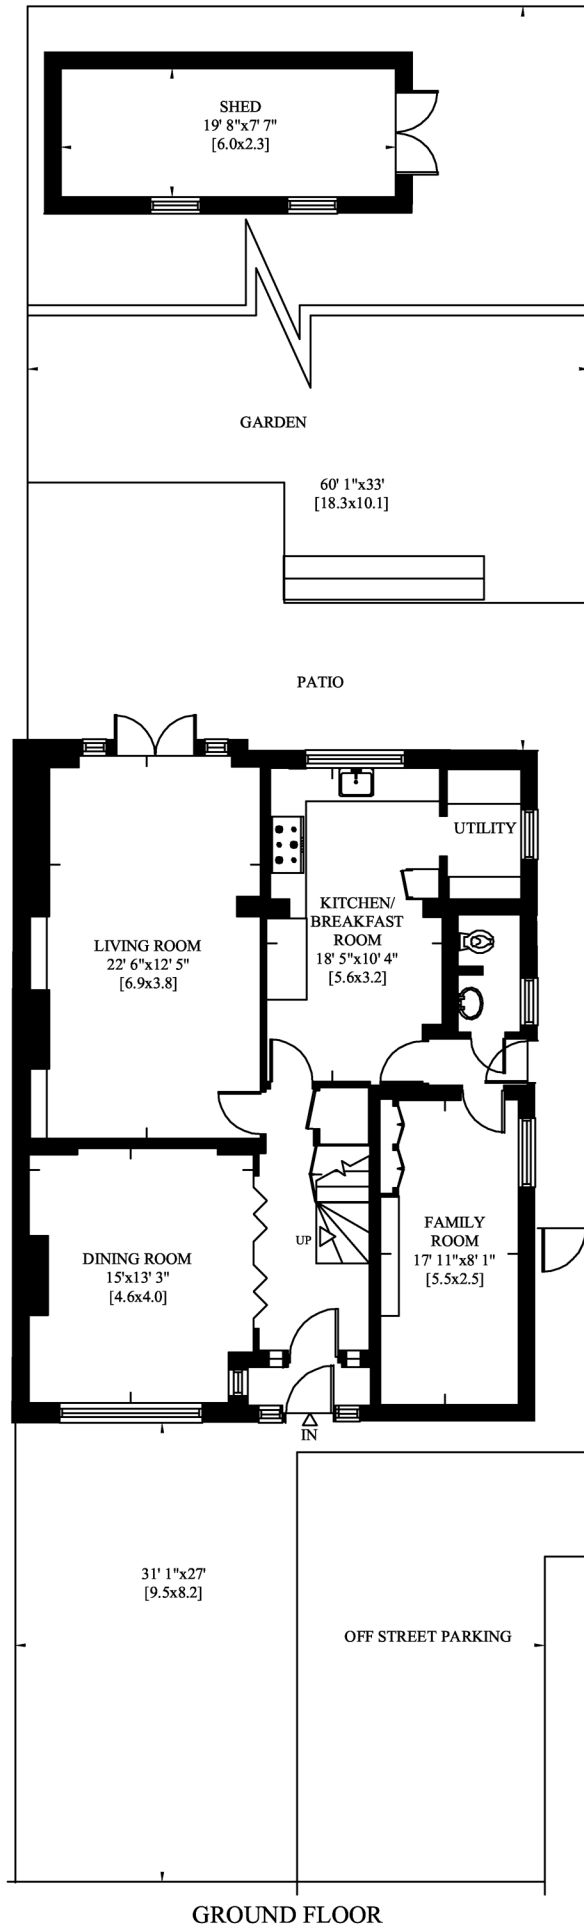 SHED
19' 8"x7' 7"
[6.0x2.3]
GARDEN
60' 1"x33'
[18.3x10.1]
PATIO
UTILITY
KITCHEN/
BREAKFAST
ROOM
18' 5"x10' 4"
[5.6x3.2]
LIVING ROOM
22' 6"x12' 5"
[6.9x3.8]
FAMILY
ROOM
17' 11"x8' 1"
[5.5x2.5]
UP
DINING ROOM
15'x13' 3"
[4.6x4.0]
IN
31' 1"x27'
[9.5x8.2]
OFF STREET PARKING
GROUND FLOOR